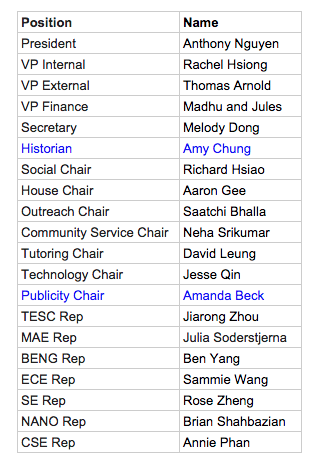 Position Name
President Anthony Nguyen
VP Internal Rachel Hsiong
VP External Thomas Arnold
VP Finance Madhu and Jules
Secretary Melody Dong
Historian Amy Chung
Social Chair Richard Hsiao
House Chair Aaron Gee
Outreach Chair Saatchi Bhalla
Community Service Chair Neha Srikumar
Tutoring Chair David Leung
Technology Chair Jesse Qin
Publicity Chair Amanda Beck
TESC Rep Jiarong Zhou
MAE Rep Julia Soderstjerna
BENG Rep Ben Yang
ECE Rep Sammie Wang
SE Rep Rose Zheng
NANO Rep Brian Shahbazian
CSE Rep Annie Phan